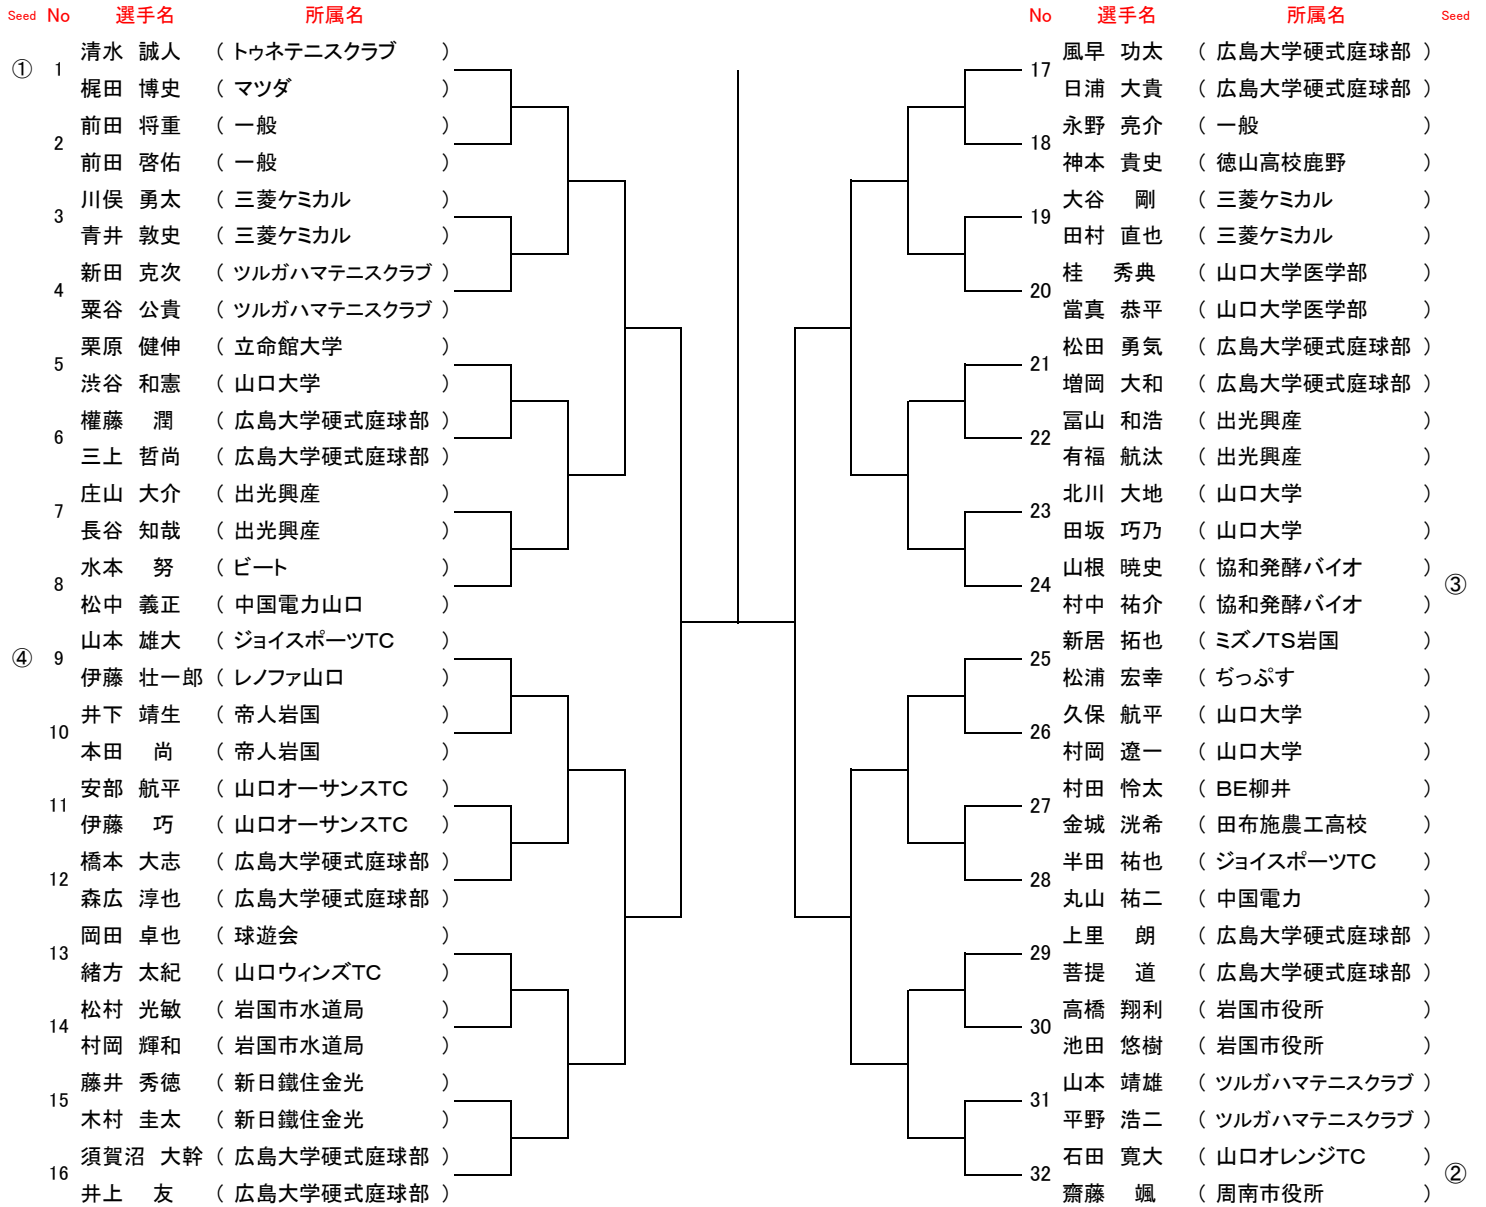 Seed No 選手名 所属名
清水 誠人 ( トゥネテニスクラブ )
① 1
梶田 博史 ( マツダ )
前田 将重 ( 一般 )
2
前田 啓佑 ( 一般 )
川俣 勇太 ( 三菱ケミカル )
3
青井 敦史 ( 三菱ケミカル )
新田 克次 ( ツルガハマテニスクラブ )
4
粟谷 公貴 ( ツルガハマテニスクラブ )
栗原 健伸 ( 立命館大学 )
5
渋谷 和憲 ( 山口大学 )
權藤 潤 ( 広島大学硬式庭球部 )
6
三上 哲尚 ( 広島大学硬式庭球部 )
庄山 大介 ( 出光興産 )
7
長谷 知哉 ( 出光興産 )
水本 努 ( ビート )
8
松中 義正 ( 中国電力山口 )
山本 雄大 ( ジョイスポーツTC )
④ 9
伊藤 壮一郎 ( レノファ山口 )
井下 靖生 ( 帝人岩国 )
10
本田 尚 ( 帝人岩国 )
安部 航平 ( 山口オーサンスTC )
11
伊藤 巧 ( 山口オーサンスTC )
橋本 大志 ( 広島大学硬式庭球部 )
12
森広 淳也 ( 広島大学硬式庭球部 )
岡田 卓也 ( 球遊会 )
13
緒方 太紀 ( 山口ウィンズTC )
松村 光敏 ( 岩国市水道局 )
14
村岡 輝和 ( 岩国市水道局 )
藤井 秀徳 ( 新日鐵住金光 )
15
木村 圭太 ( 新日鐵住金光 )
須賀沼 大幹 ( 広島大学硬式庭球部 )
16
井上 友 ( 広島大学硬式庭球部 )
No 選手名 所属名 Seed
風早 功太 ( 広島大学硬式庭球部 )
17
日浦 大貴 ( 広島大学硬式庭球部 )
永野 亮介 ( 一般 )
18
神本 貴史 ( 徳山高校鹿野 )
大谷 剛 ( 三菱ケミカル )
19
田村 直也 ( 三菱ケミカル )
桂 秀典 ( 山口大学医学部 )
20
當真 恭平 ( 山口大学医学部 )
松田 勇気 ( 広島大学硬式庭球部 )
21
増岡 大和 ( 広島大学硬式庭球部 )
冨山 和浩 ( 出光興産 )
22
有福 航汰 ( 出光興産 )
北川 大地 ( 山口大学 )
23
田坂 巧乃 ( 山口大学 )
山根 暁史 ( 協和発酵バイオ )
24 ③
村中 祐介 ( 協和発酵バイオ )
新居 拓也 ( ミズノTS岩国 )
25
松浦 宏幸 ( ぢっぷす )
久保 航平 ( 山口大学 )
26
村岡 遼一 ( 山口大学 )
村田 怜太 ( BE柳井 )
27
金城 洸希 ( 田布施農工高校 )
半田 祐也 ( ジョイスポーツTC )
28
丸山 祐二 ( 中国電力 )
上里 朗 ( 広島大学硬式庭球部 )
29
菩提 道 ( 広島大学硬式庭球部 )
高橋 翔利 ( 岩国市役所 )
30
池田 悠樹 ( 岩国市役所 )
山本 靖雄 ( ツルガハマテニスクラブ )
31
平野 浩二 ( ツルガハマテニスクラブ )
石田 寛大 ( 山口オレンジTC )
32 ②
齋藤 颯 ( 周南市役所 )